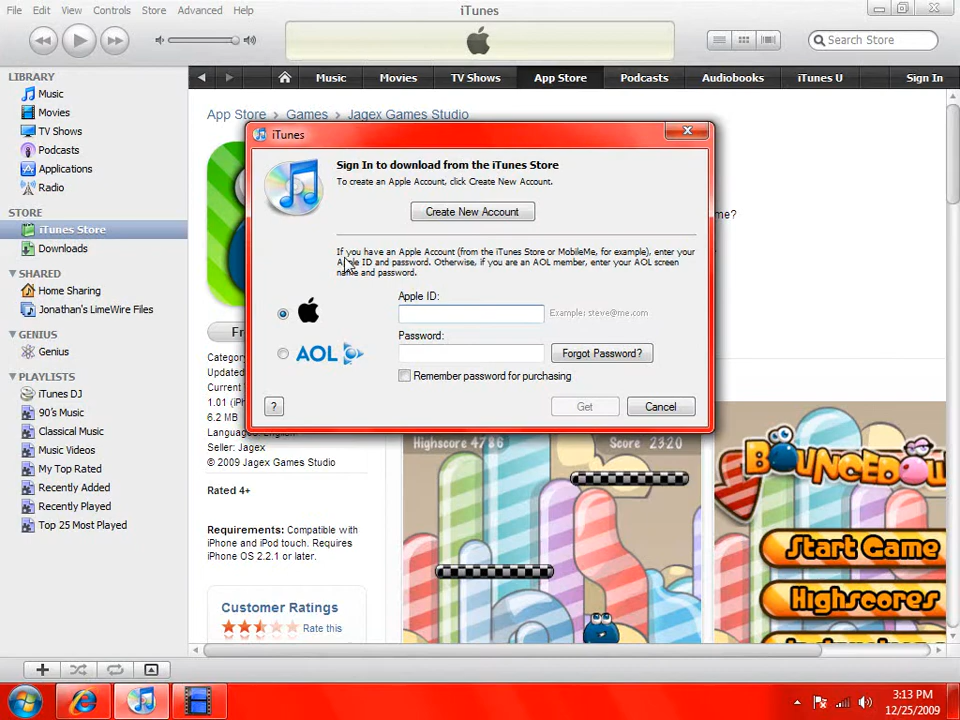 File Edit View Controls Store Advanced Help
iTunes
Search Store
LIBRARY
Music
Movies
TV Shows
Podcasts
Applications
Radio
STORE
iTunes Store
Downloads
SHARED
Home Sharing
Jonathan's LimeWire Files
GENIUS
Genius
PLAYLISTS
iTunes DJ
90's Music
Classical Music
Music Videos
My Top Rated
Recently Added
Recently Played
Top 25 Most Played
Music Movies TV Shows App Store Podcasts Audiobooks iTunes U Sign In
App Store > Games > Jagex Games Studio
iTunes
Sign In to download from the iTunes Store
To create an Apple Account, click Create New Account.
Create New Account
If you have an Apple Account (from the iTunes Store or MobileMe, for example), enter your
Apple ID and password. Otherwise, if you are an AOL member, enter your AOL screen
name and password.
Apple ID:
Example: steve@me.com
AOL
Password:
Forgot Password?
Remember password for purchasing
?
Get
Cancel
me?
Fr
Category
Updated
Current
1.01 (iP
6.2 MB
Languages: English
Seller: Jagex
© 2009 Jagex Games Studio
Rated 4+
Requirements: Compatible with
iPhone and iPod touch. Requires
iPhone OS 2.2.1 or later.
Customer Ratings
Rate this
Highscore 4786 Score 2320
BOUNCEDOW
Start Game
Highscores
3:13 PM
12/25/2009